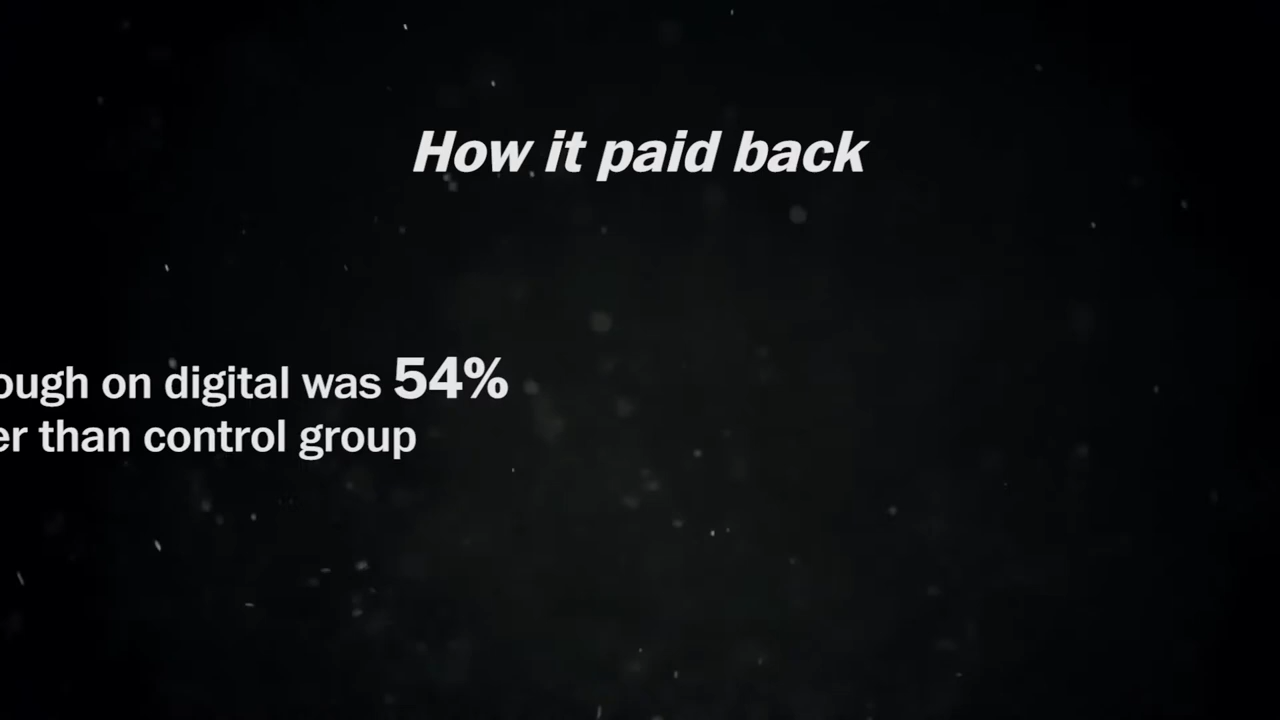 How it paid back
ough on digital was 54%
er than control group